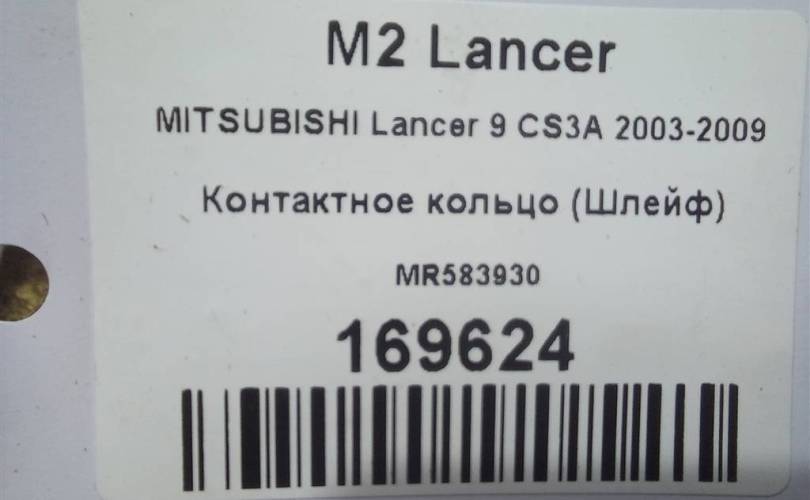 M2 Lancer
MITSUBISHI Lancer 9 CS3A 2003-2009
Контактное кольцо (Шлейф)
MR583930
169624